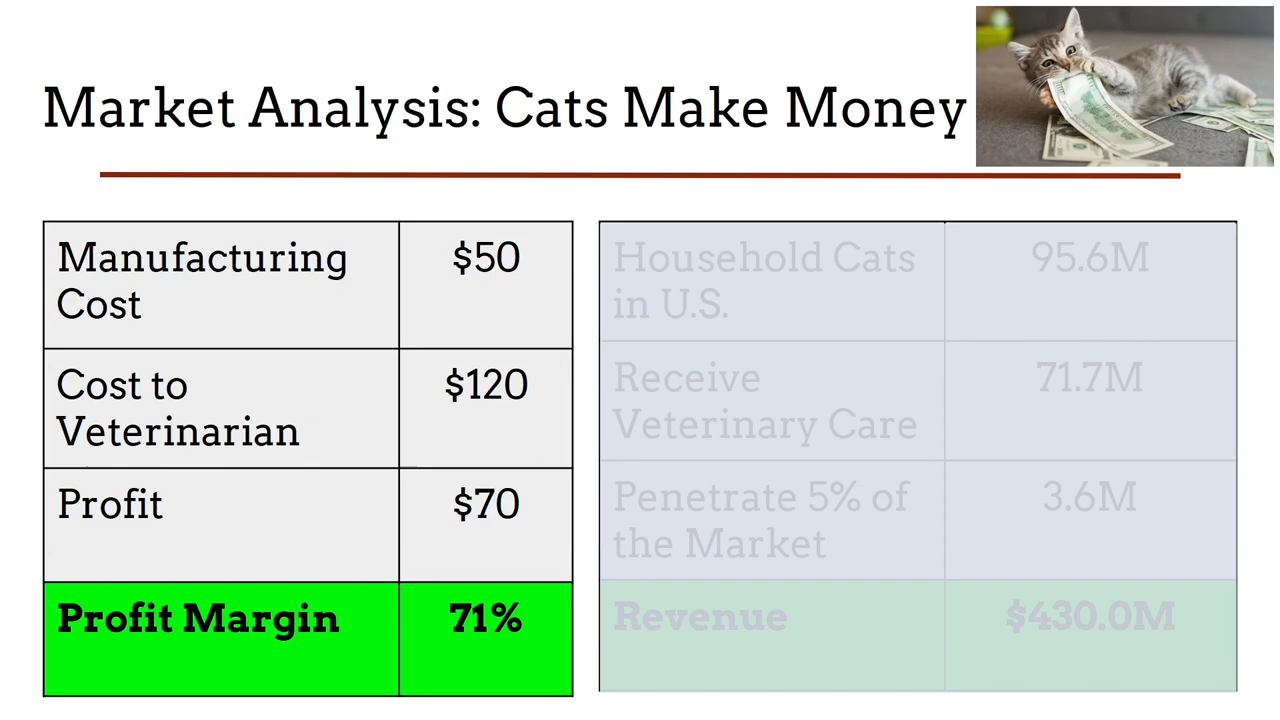 Market Analysis: Cats Make Money
Manufacturing
Cost
$50
Cost to
Veterinarian
$120
Profit
$70
Profit Margin
71%
Household Cats
in U.S.
95.6M
Receive
Veterinary Care
71.7M
Penetrate 5% of
the Market
3.6M
Revenue
$430.0M